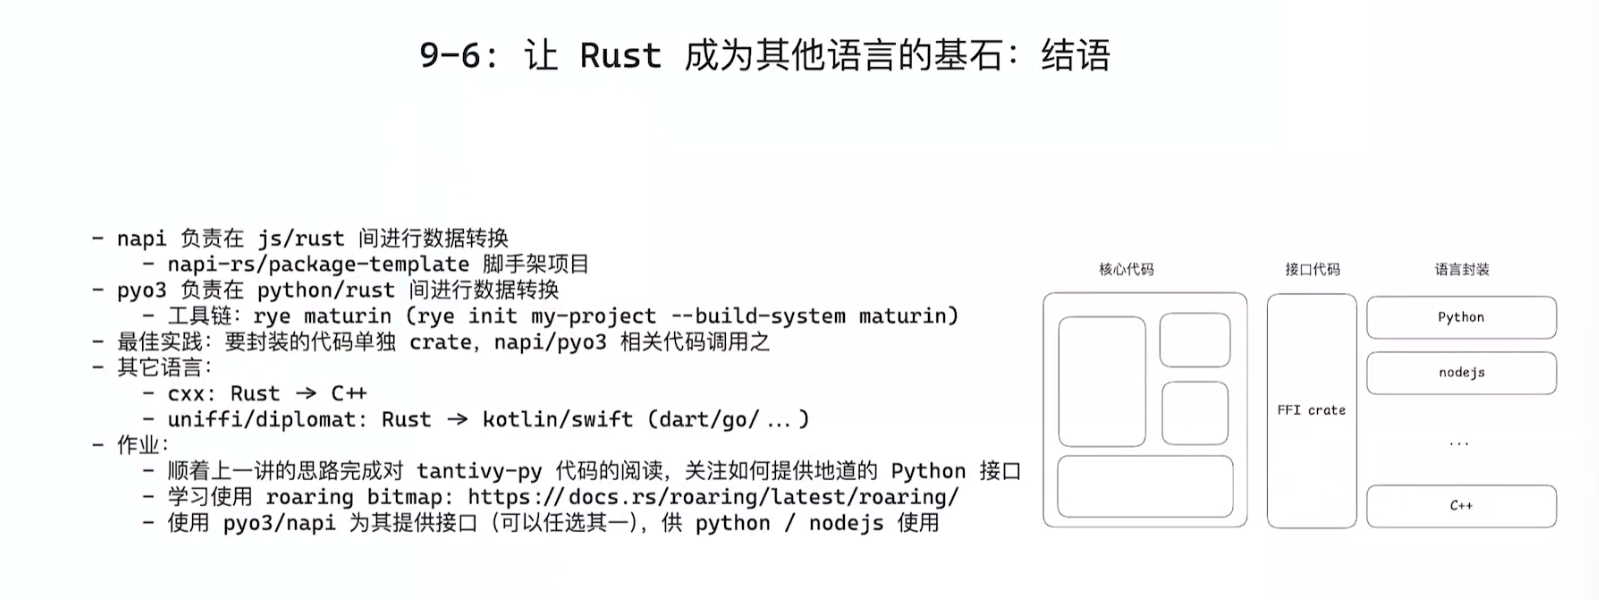 9-6: 让 Rust 成为其他语言的基石：结语
- napi 负责在 js/rust 间进行数据转换
- napi-rs/package-template 脚手架项目
- pyo3 负责在 python/rust 间进行数据转换
- 工具链：rye maturin (rye init my-project --build-system maturin)
- 最佳实践：要封装的代码单独 crate，napi/pyo3 相关代码调用之
- 其它语言：
- cxx: Rust -> C++
- uniffi/diplomat: Rust -> kotlin/swift (dart/go/...)
- 作业：
- 顺着上一讲的思路完成对 tantivy-py 代码的阅读，关注如何提供地道的 Python 接口
- 学习使用 roaring bitmap: https://docs.rs/roaring/latest/roaring/
- 使用 pyo3/napi 为其提供接口（可以任选其一），供 python / nodejs 使用
核心代码
接口代码
FFI crate
语言封装
Python
nodejs
...
C++